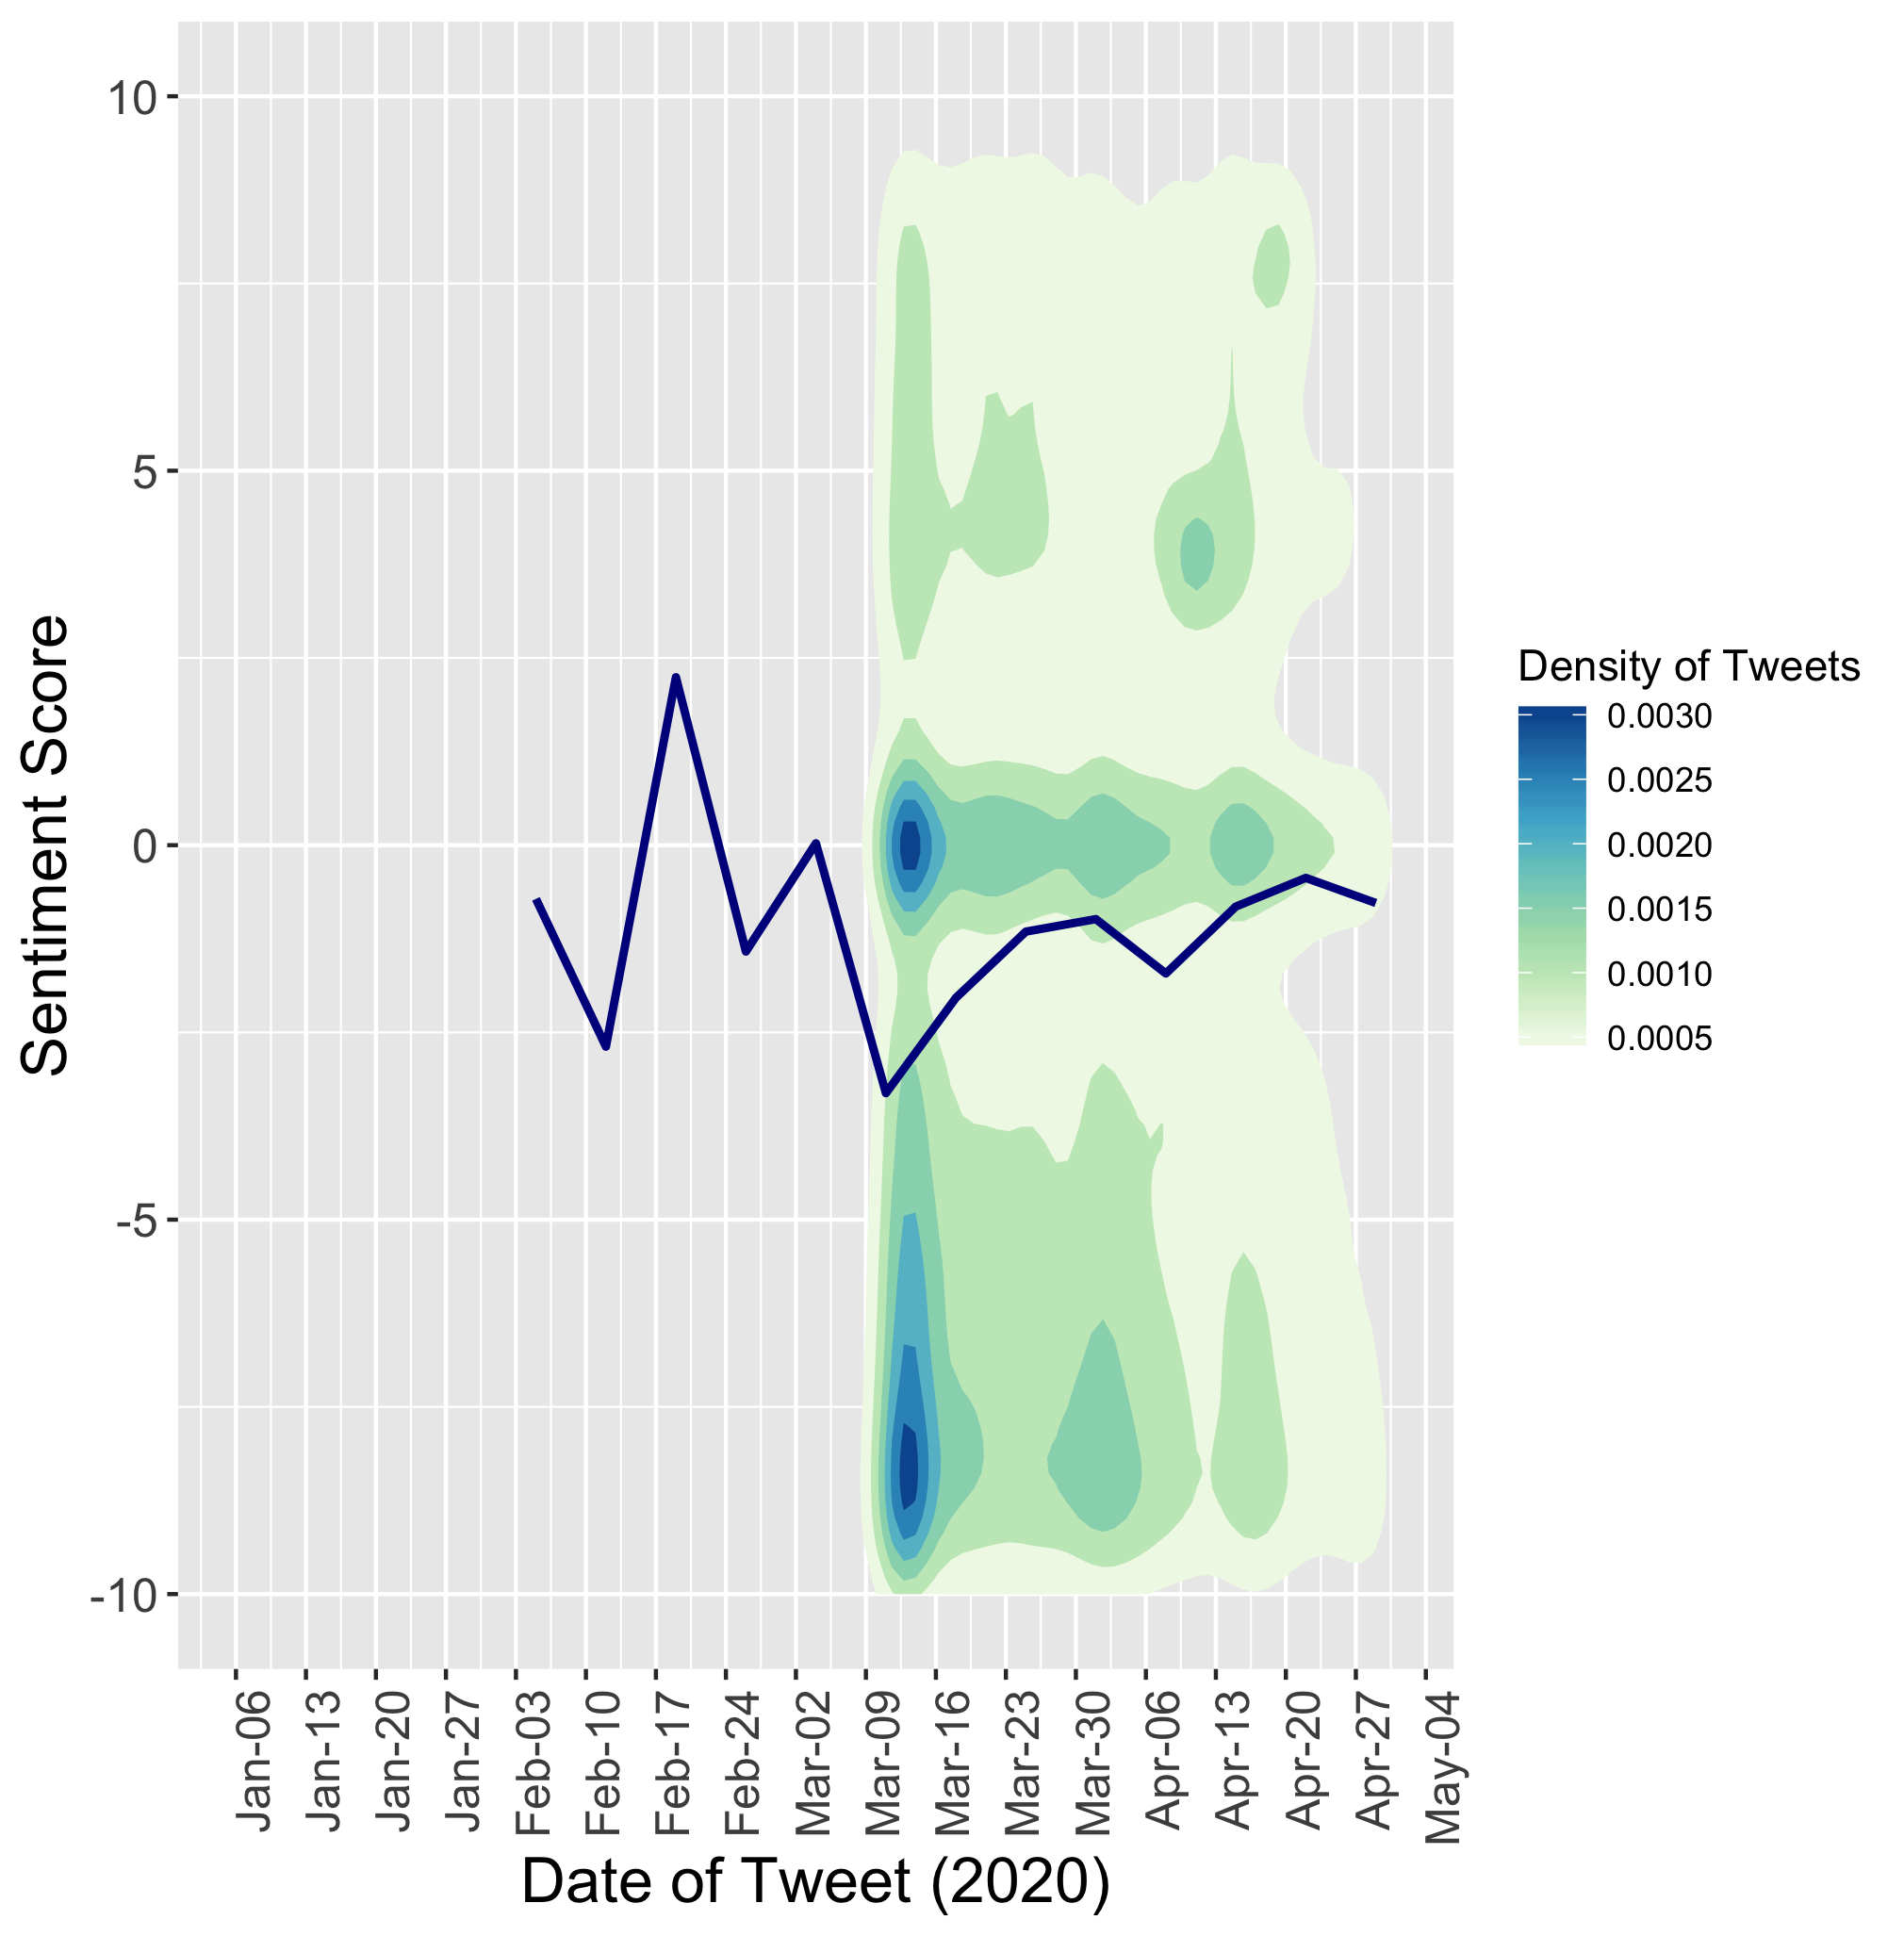 10
5
0
-5
-10
Sentiment Score
Jan-06
Jan-13
Jan-20
Jan-27
Feb-03
Feb-10
Feb-17
Feb-24
Mar-02
Mar-09
Mar-16
Mar-23
Mar-30
Apr-06
Apr-13
Apr-20
Apr-27
May-04
Date of Tweet (2020)
Density of Tweets
0.0030
0.0025
0.0020
0.0015
0.0010
0.0005